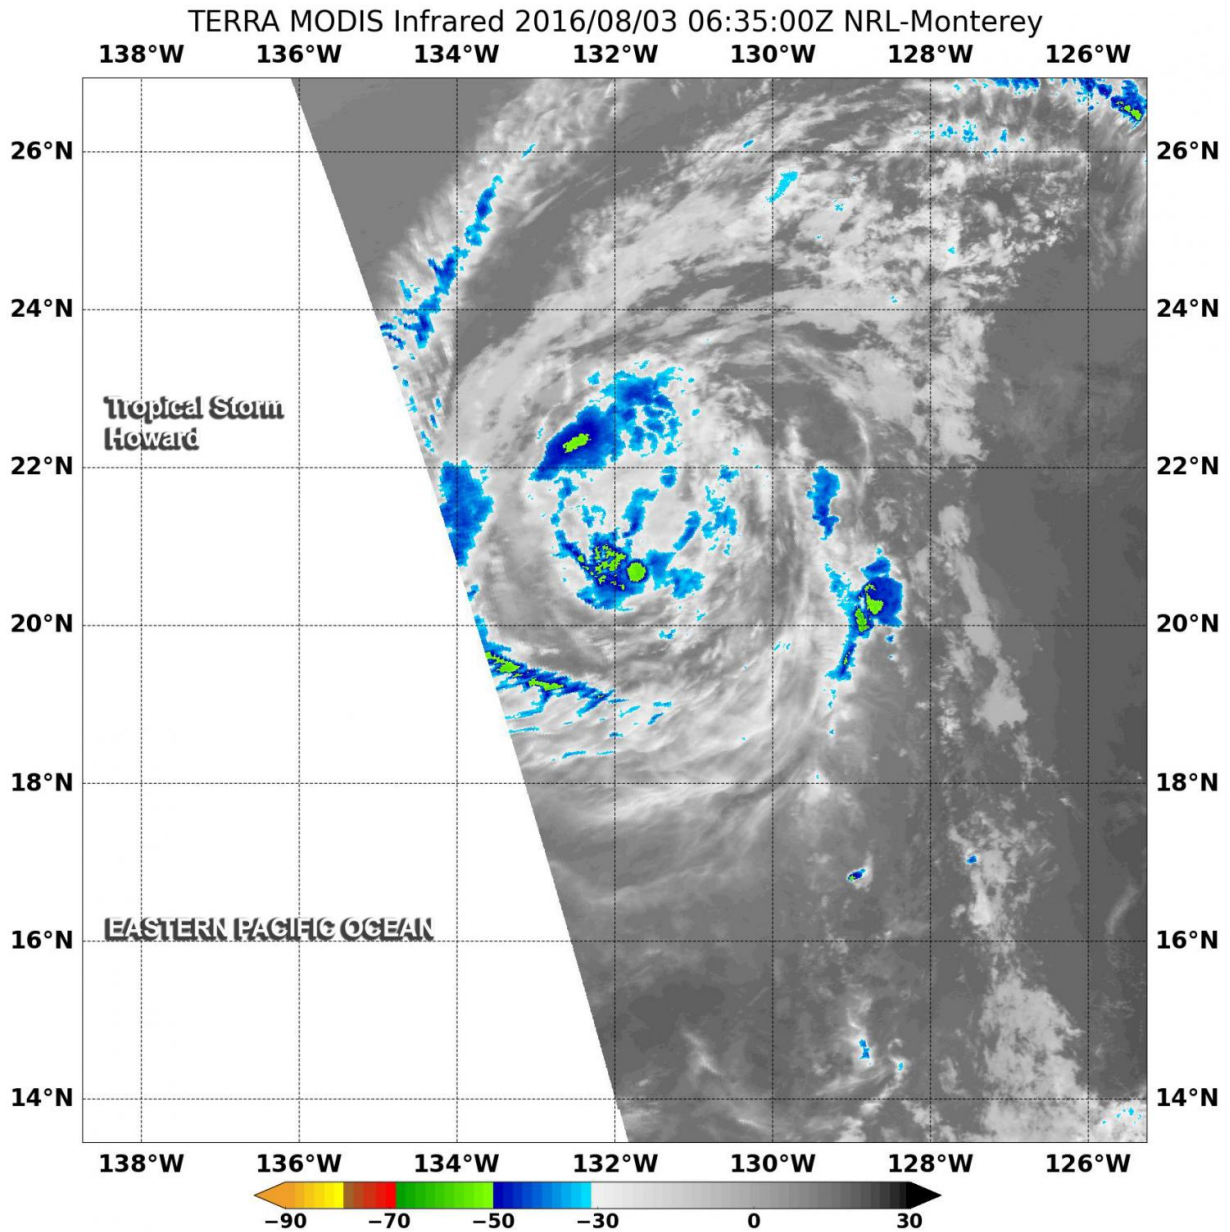 TERRA MODIS Infrared 2016/08/03 06:35:00Z NRL-Monterey
138°W 136°W 134°W 132°W 130°W 128°W 126°W
26°N 26°N
24°N 24°N
Tropical Storm
Howard
22°N 22°N
20°N 20°N
18°N 18°N
EASTERN PACIFIC OCEAN
16°N 16°N
14°N 14°N
138°W 136°W 134°W 132°W 130°W 128°W 126°W
−90 −70 −50 −30 0 30